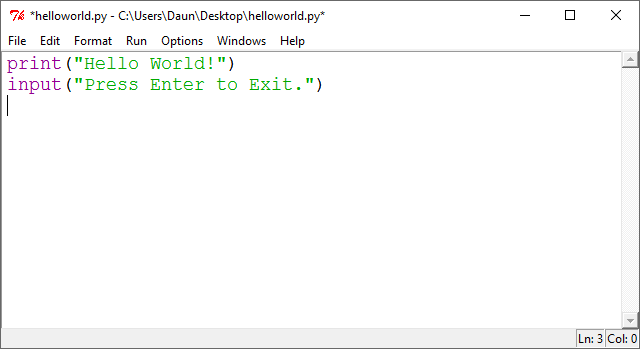 *helloworld.py - C:\Users\Daun\Desktop\helloworld.py*
File Edit Format Run Options Windows Help
print("Hello World!")
input("Press Enter to Exit.")
Ln: 3 Col: 0